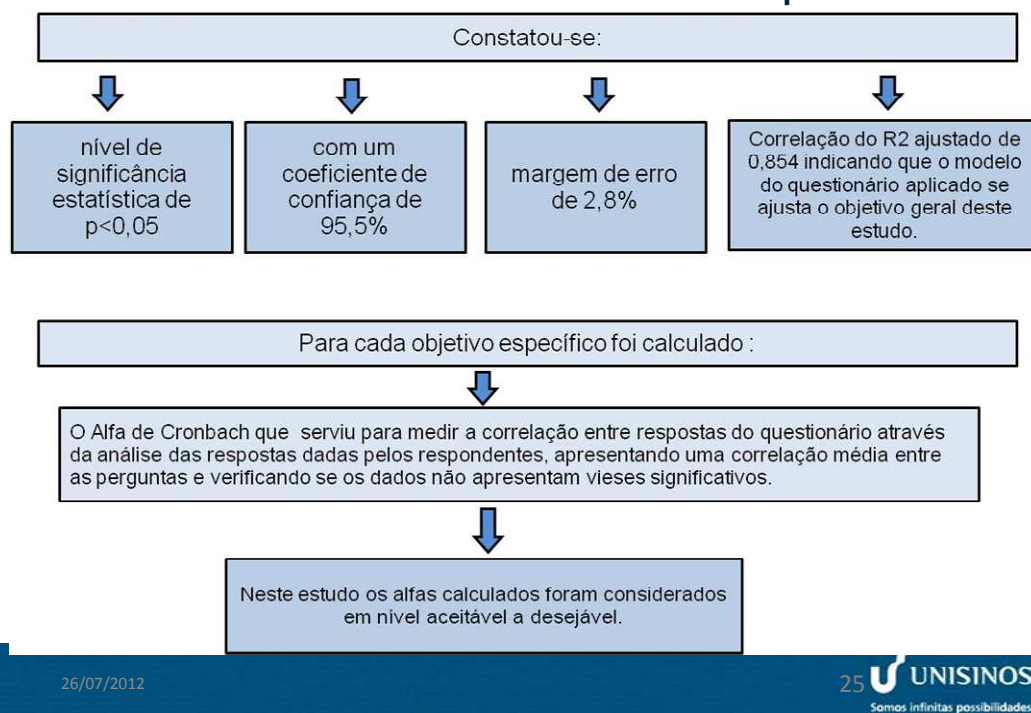 Constatou-se:
nível de
significância
estatística de
p<0,05
com um
coeficiente de
confiança de
95,5%
margem de erro
de 2,8%
Correlação do R2 ajustado de
0,854 indicando que o modelo
do questionário aplicado se
ajusta o objetivo geral deste
estudo.
Para cada objetivo específico foi calculado :
O Alfa de Cronbach que serviu para medir a correlação entre respostas do questionário através
da análise das respostas dadas pelos respondentes, apresentando uma correlação média entre
as perguntas e verificando se os dados não apresentam vieses significativos.
Neste estudo os alfas calculados foram considerados
em nível aceitável a desejável.
26/07/2012
25
UNISINOS
Somos infinitas possibilidades